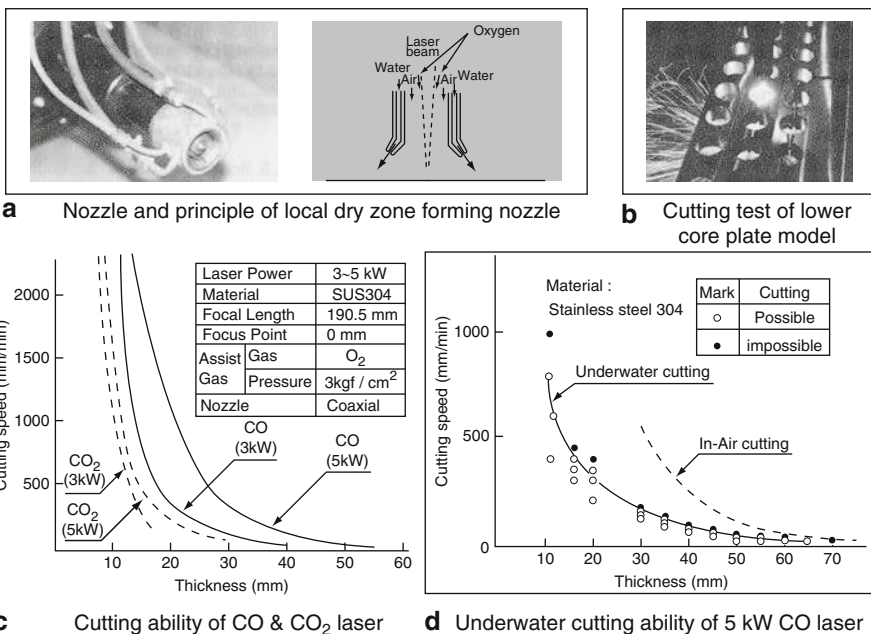 Oxygen
Laser
beam
Water
Air
Air
Water
a Nozzle and principle of local dry zone forming nozzle
b Cutting test of lower
core plate model
Cutting speed (mm/min)
2000
1500
1000
500
Laser Power 3~5 kW
Material SUS304
Focal Length 190.5 mm
Focus Point 0 mm
Assist Gas Gas O₂
Pressure 3kgf / cm²
Nozzle Coaxial
CO₂
(3kW)
CO₂
(5kW)
CO
(3kW)
CO
(5kW)
10 20 30 40 50 60
Thickness (mm)
c Cutting ability of CO & CO₂ laser
Cutting speed (mm/min)
1000
500
0
Material :
Stainless steel 304
Mark Cutting
○ Possible
● impossible
Underwater cutting
In-Air cutting
10 20 30 40 50 60 70
Thickness (mm)
d Underwater cutting ability of 5 kW CO laser